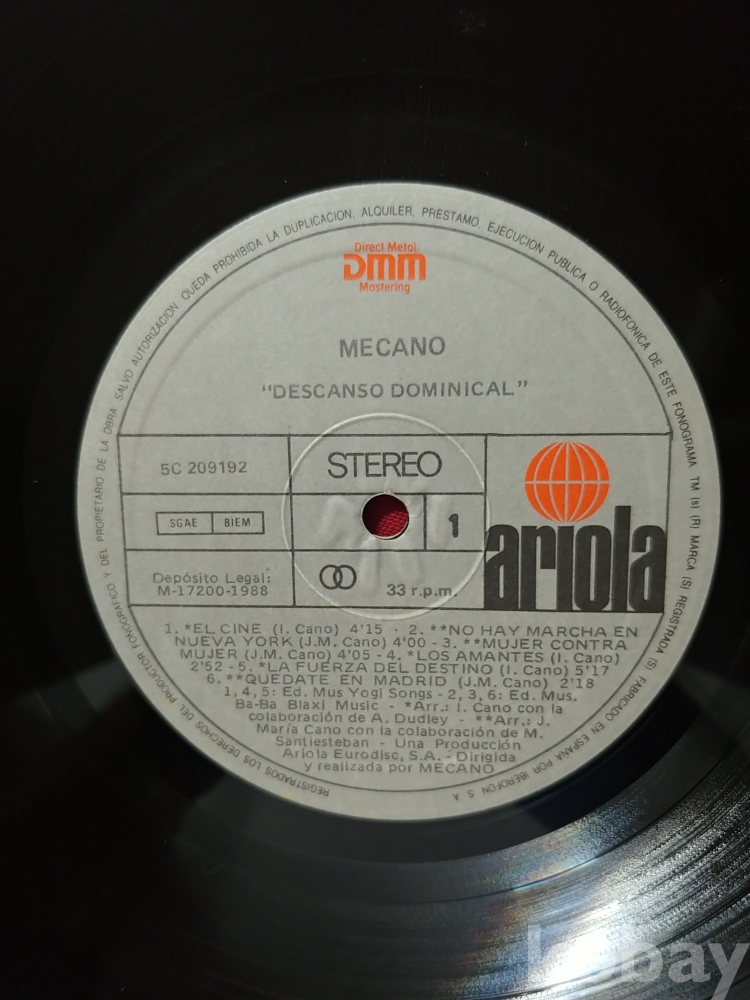 REGISTRADOS LOS DERECHOS DEL PRODUCTOR FONOGRAFICO Y DEL PROPIETARIO DE LA OBRA. SALVO AUTORIZACION QUEDA PROHIBIDA LA DUPLICACION, ALQUILER, PRESTAMO, EJECUCION PUBLICA O RADIOFONICA DE ESTE FONOGRAMA TM (s) (R) MARCA (S) REGISTRADA (S) FABRICADO EN ESPAÑA POR IBEROFON S. A.
Direct Metal
DMM
Mastering
MECANO
"DESCANSO DOMINICAL"
5C 209192
STEREO
SGAE BIEM
1
ariola
Depósito Legal:
M-17200-1988
33 r.p.m.
1. *EL CINE (I. Cano) 4'15 - 2. **NO HAY MARCHA EN
NUEVA YORK (J.M. Cano) 4'00 - 3. **MUJER CONTRA
MUJER (J.M. Cano) 4'05 - 4. *LOS AMANTES (I. Cano)
2'52 - 5. *LA FUERZA DEL DESTINO (I. Cano) 5'17
6. **QUEDATE EN MADRID (J.M. Cano) 2'18
1, 4, 5: Ed. Mus Yogi Songs - 2, 3, 6: Ed. Mus.
Ba-Ba Blaxi Music - *Arr.: I. Cano con la
colaboración de A. Dudley - **Arr.: J.
María Cano con la colaboración de M.
Santiesteban - Una Producción
Ariola Eurodisc, S.A. - Dirigida
y realizada por MECANO